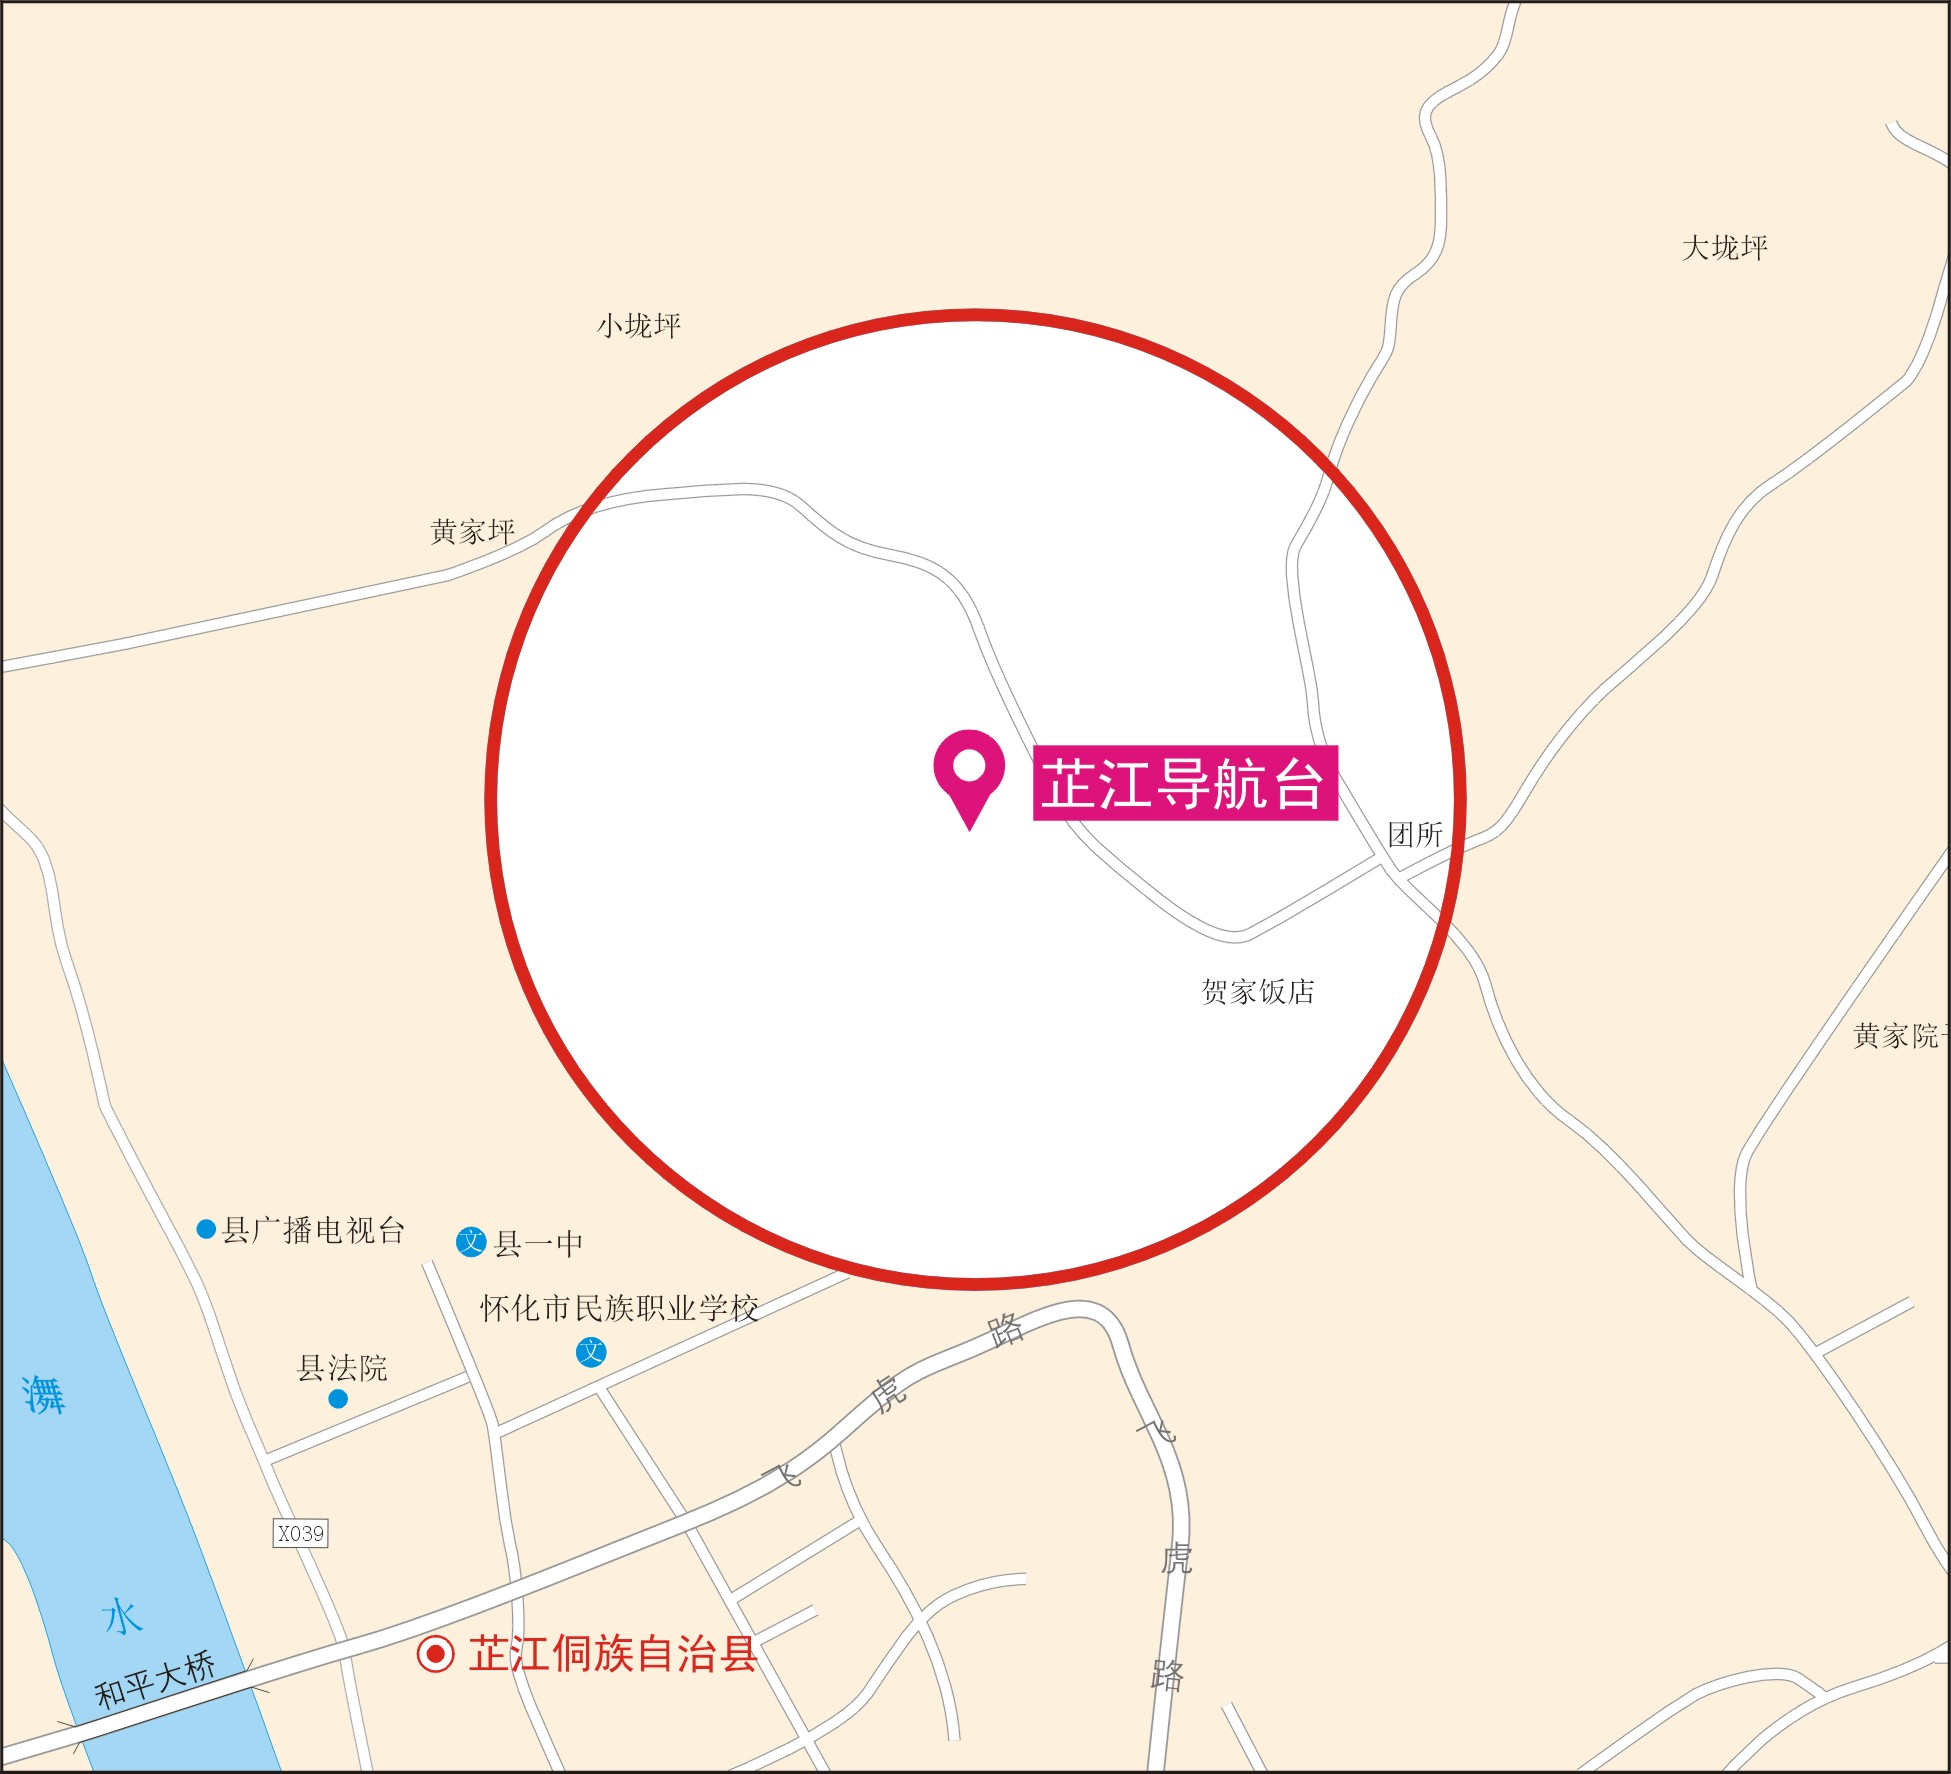 大垅坪
小垅坪
黄家坪
芷江导航台
团所
贺家饭店
黄家院
县广播电视台
文
县一中
怀化市民族职业学校
文
县法院
路
虎
飞
飞
虎
路
X039
潕
水
和平大桥
芷江侗族自治县